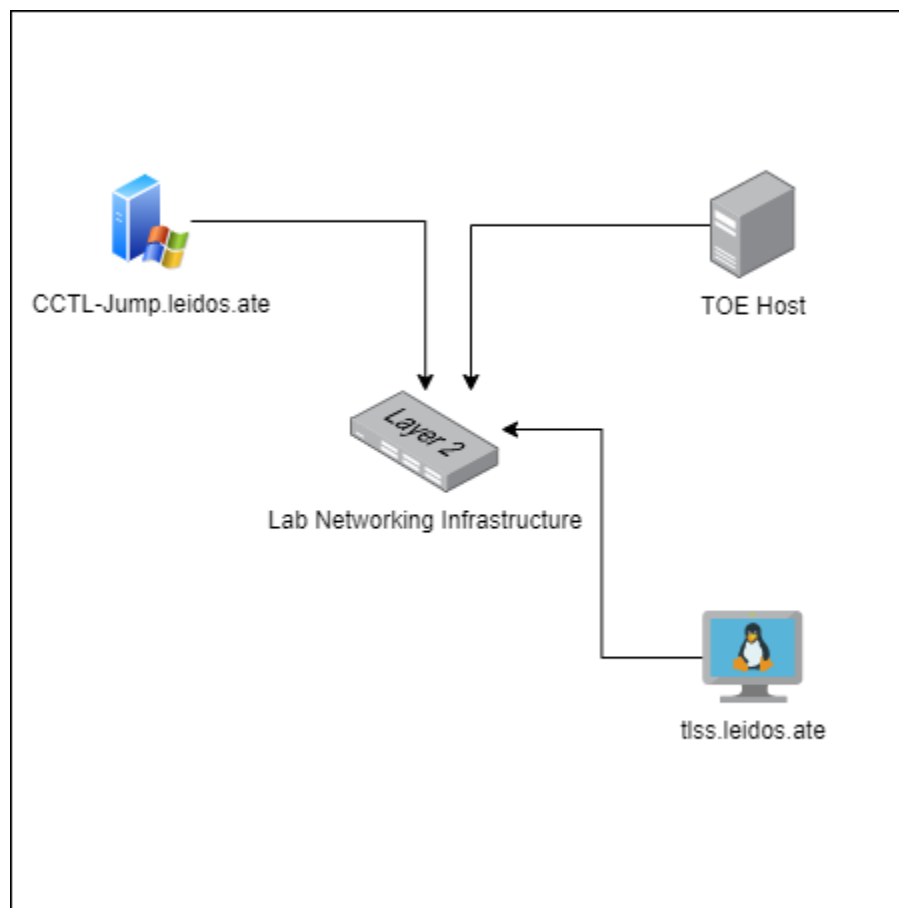 CCTL-Jump.leidos.ate
TOE Host
Layer 2
Lab Networking Infrastructure
tlss.leidos.ate